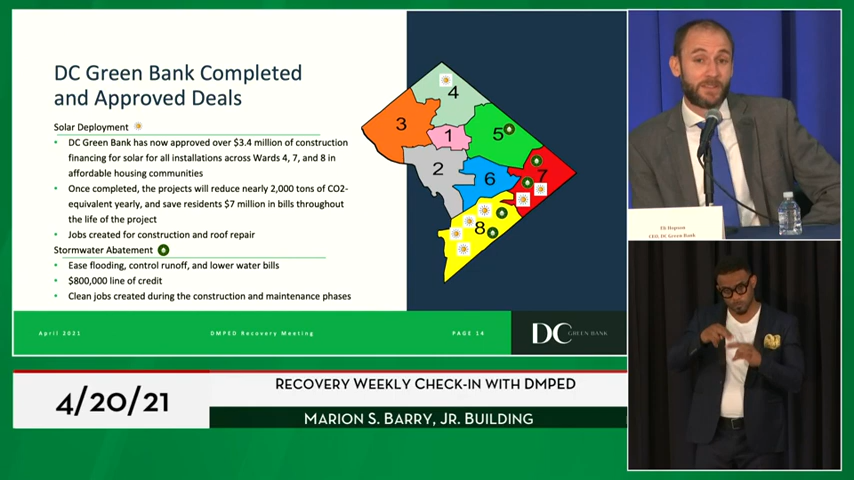 DC Green Bank Completed
and Approved Deals
Solar Deployment
• DC Green Bank has now approved over $3.4 million of construction
financing for solar for all installations across Wards 4, 7, and 8 in
affordable housing communities
• Once completed, the projects will reduce nearly 2,000 tons of CO2-
equivalent yearly, and save residents $7 million in bills throughout
the life of the project
• Jobs created for construction and roof repair
Stormwater Abatement
• Ease flooding, control runoff, and lower water bills
• $800,000 line of credit
• Clean jobs created during the construction and maintenance phases
4
3
1
5
2
6
7
8
April 2021
DMPED Recovery Meeting
PAGE 14
DC GREEN BANK
Eli Hopson
CEO, DC Green Bank
4/20/21
RECOVERY WEEKLY CHECK-IN WITH DMPED
MARION S. BARRY, JR. BUILDING